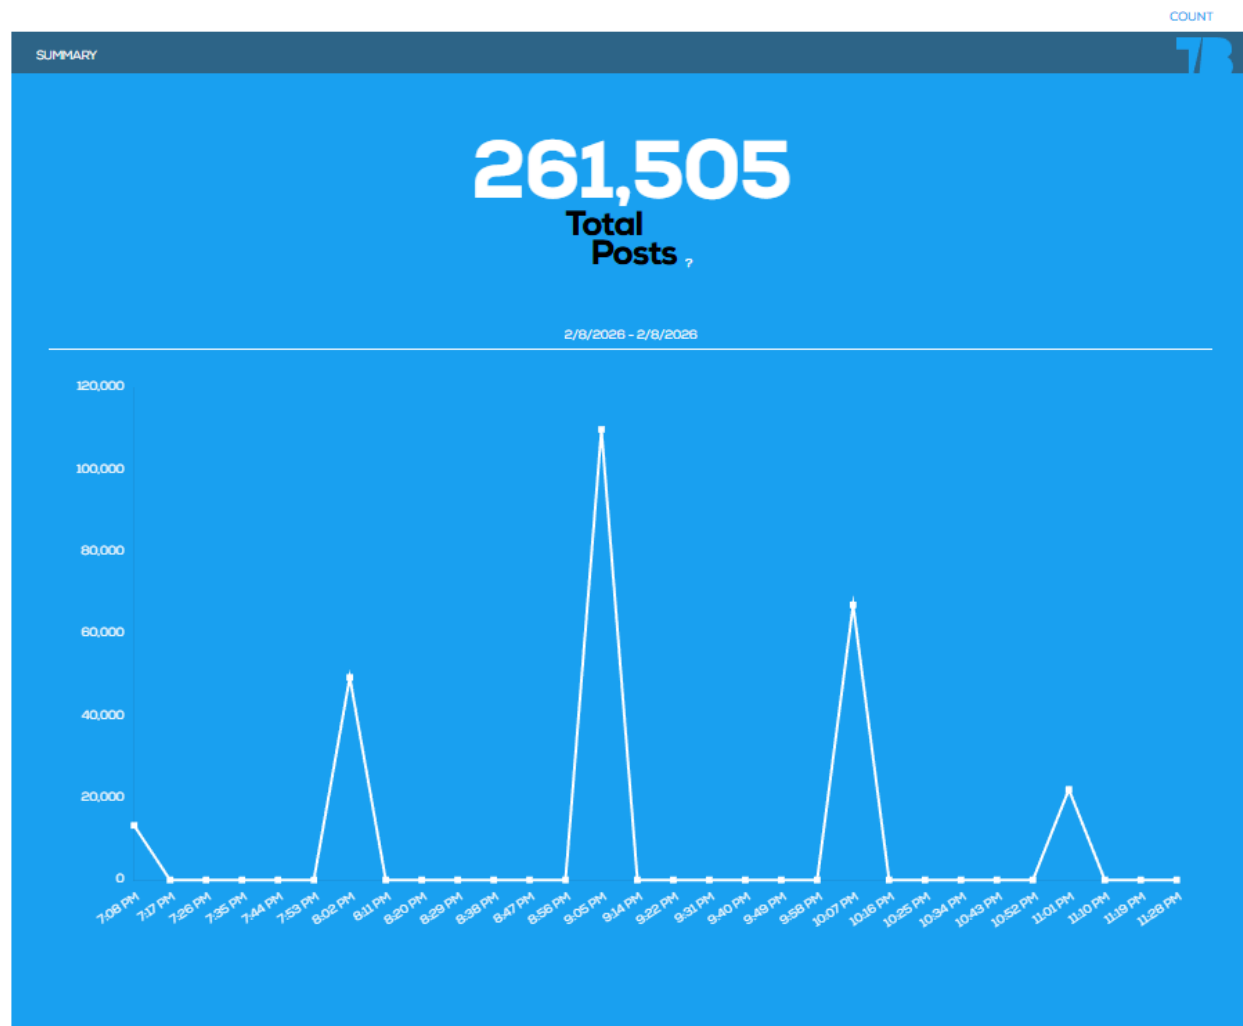 COUNT
SUMMARY
TB
261,505
Total
Posts ?
2/8/2026 - 2/8/2026
120,000
100,000
80,000
60,000
40,000
20,000
0
7:08 PM
7:17 PM
7:26 PM
7:35 PM
7:44 PM
7:53 PM
8:02 PM
8:11 PM
8:20 PM
8:29 PM
8:38 PM
8:47 PM
8:56 PM
9:05 PM
9:14 PM
9:22 PM
9:31 PM
9:40 PM
9:49 PM
9:58 PM
10:07 PM
10:16 PM
10:25 PM
10:34 PM
10:43 PM
10:52 PM
11:01 PM
11:10 PM
11:19 PM
11:28 PM